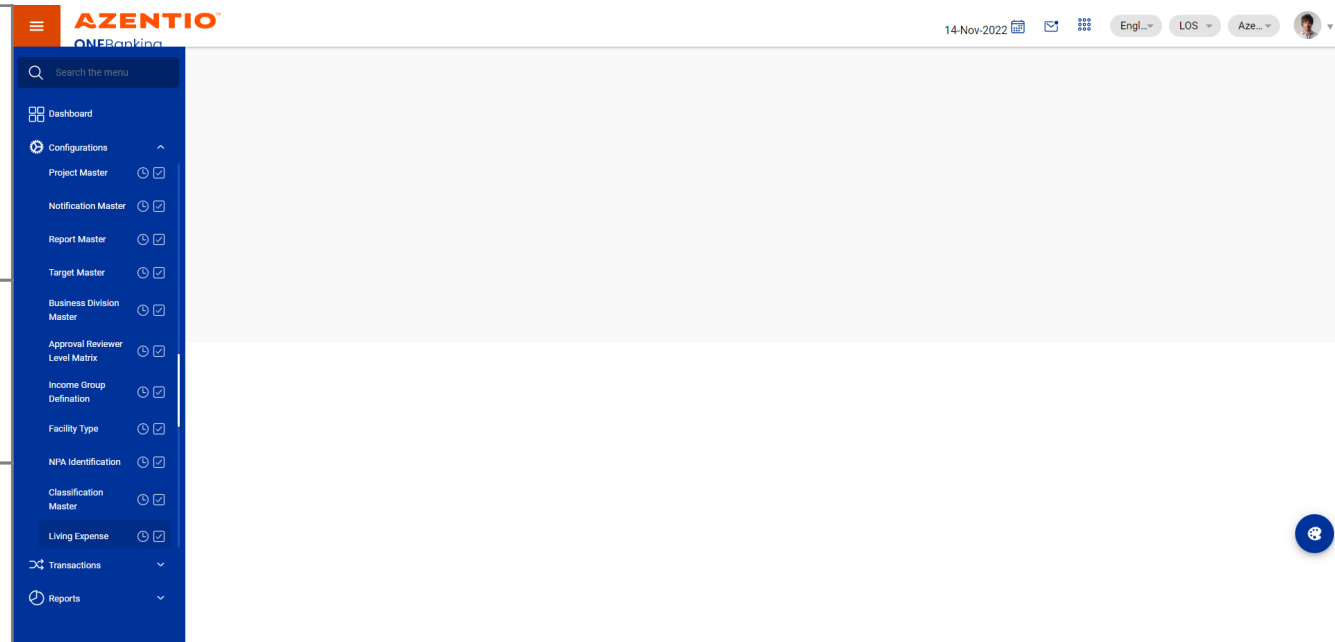 AZENTIO™
ONEBanking
14-Nov-2022
Engl...
LOS
Aze...
Search the menu
Dashboard
Configurations
Project Master
Notification Master
Report Master
Target Master
Business Division
Master
Approval Reviewer
Level Matrix
Income Group
Defination
Facility Type
NPA Identification
Classification
Master
Living Expense
Transactions
Reports